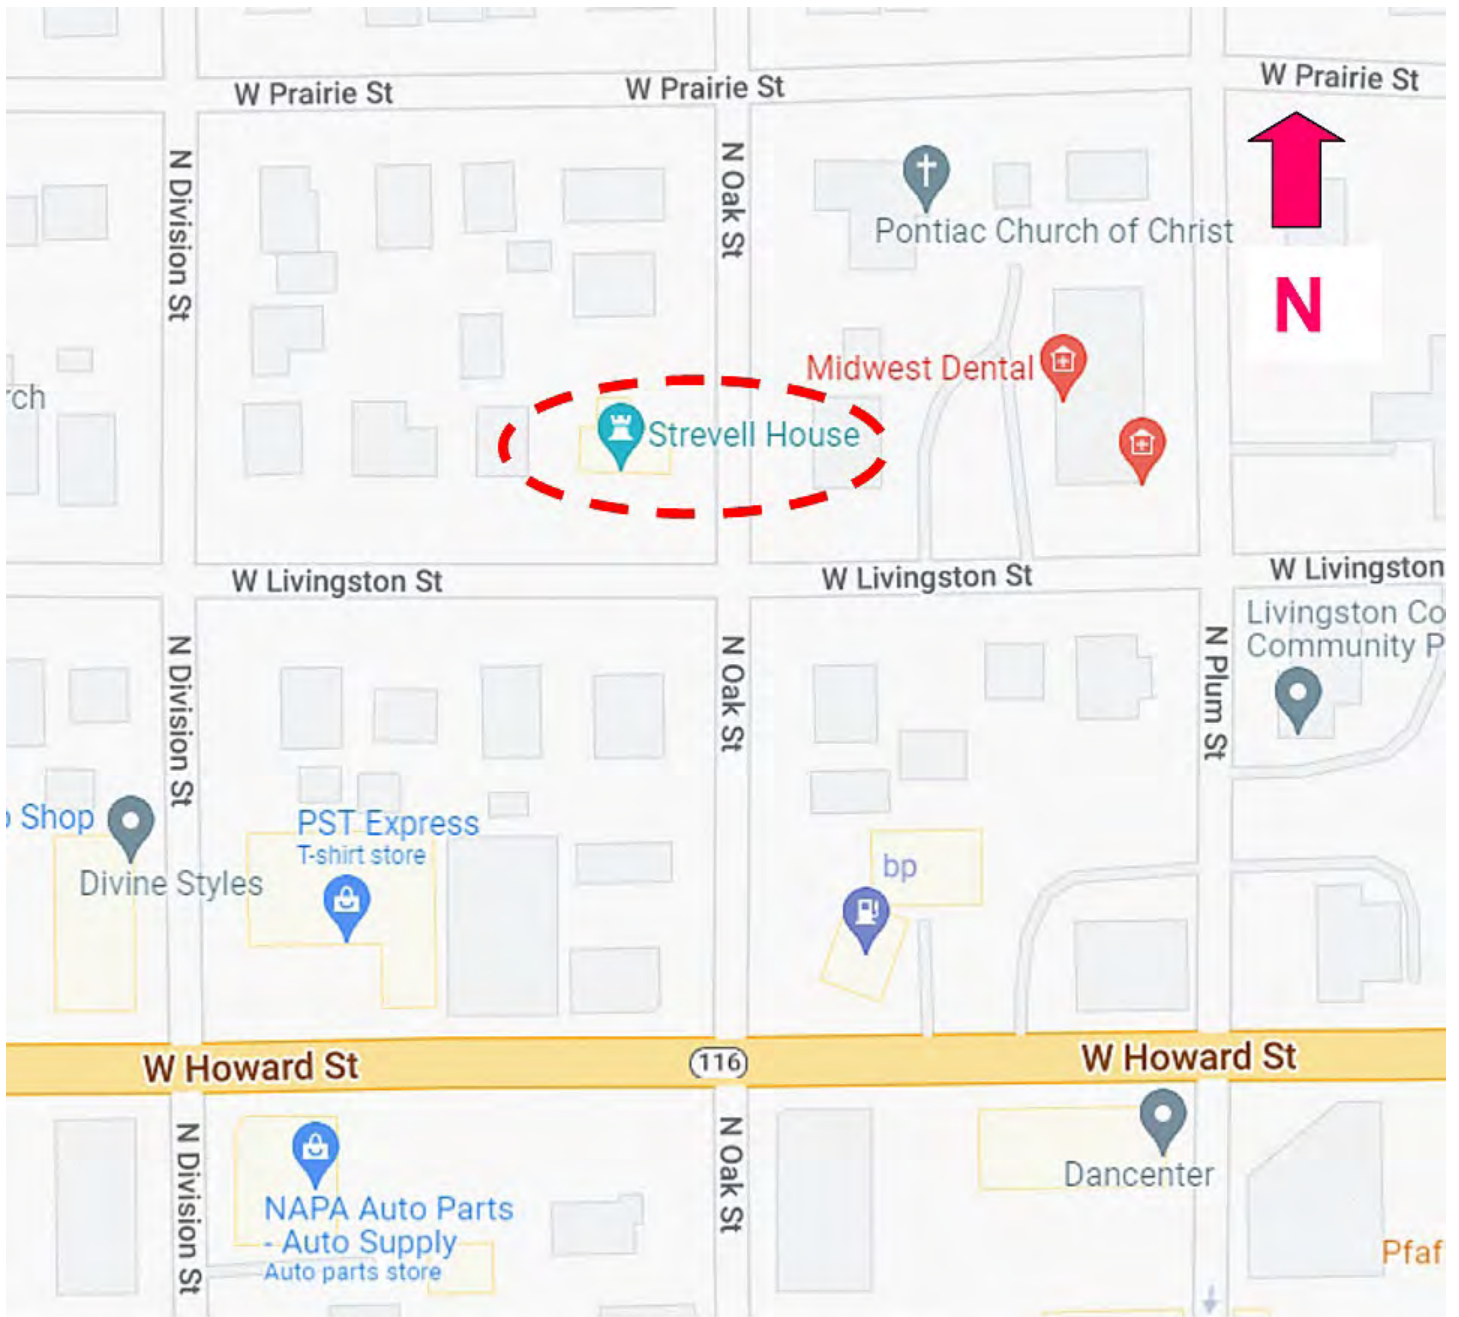 W Prairie St
W Prairie St
W Prairie St
N Division St
N Oak St
Pontiac Church of Christ
N
Midwest Dental
rch
Strevell House
W Livingston St
W Livingston St
W Livingston
Livingston Co
Community P
N Division St
N Oak St
N Plum St
Shop
PST Express
T-shirt store
Divine Styles
bp
W Howard St
116
W Howard St
N Division St
N Oak St
Dancenter
NAPA Auto Parts
- Auto Supply
Auto parts store
Pfaf